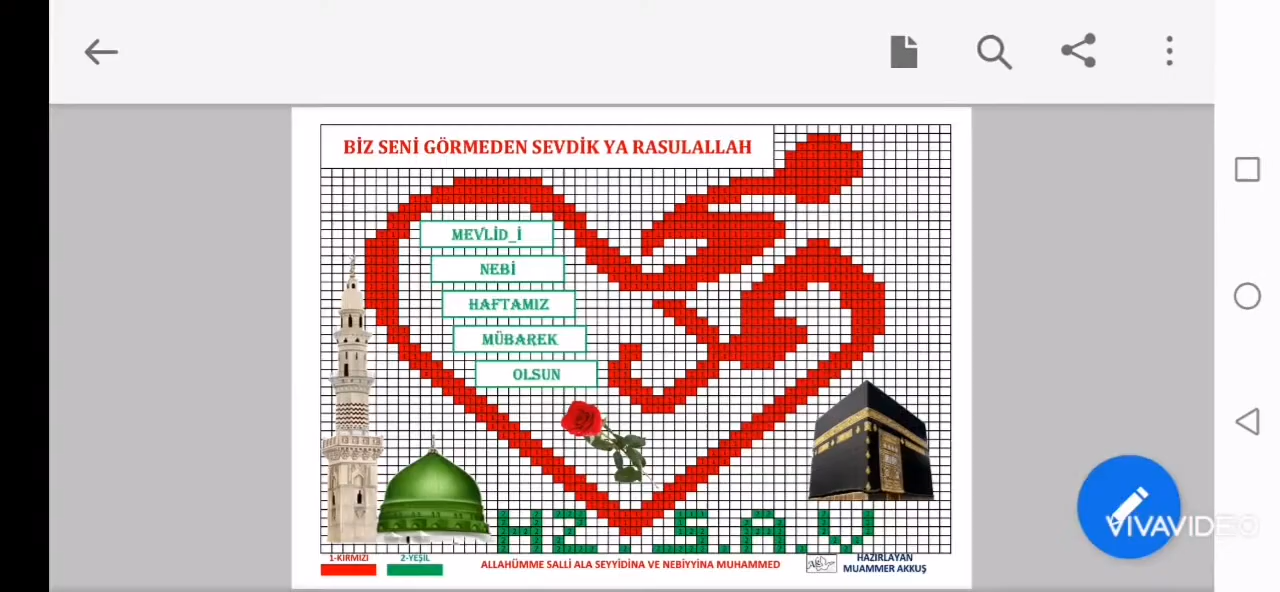 BİZ SENİ GÖRMEDEN SEVDİK YA RASULALLAH
MEVLİD_İ
NEBİ
HAFTAMIZ
MÜBAREK
OLSUN
HZ.S.A.V
1-KIRMIZI
2-YEŞİL
ALLAHÜMME SALLİ ALA SEYYİDİNA VE NEBİYYİNA MUHAMMED
HAZIRLAYAN
MUAMMER AKKUŞ
VIVAVIDEO